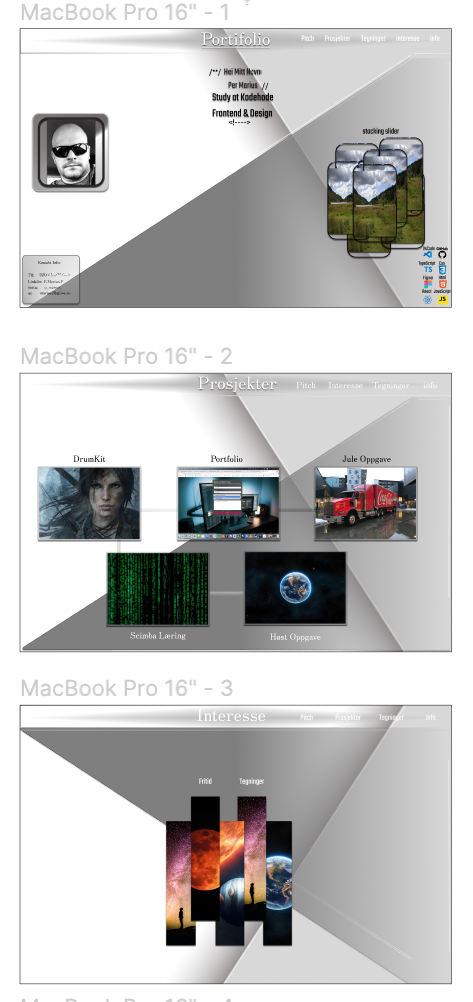 MacBook Pro 16" - 1
Portifolio
Pitch Prosjekter Tegninger interesse info
/**/ Hei Mitt Navn
Per Marius //
Study at Kodehode
Frontend & Design
<!---->
stacking slider
Kontakt Info
VsCode GitHub
TypeScript Css
TS
Figma Html
React JavaScript
JS
MacBook Pro 16" - 2
Prosjekter
Pitch Interesse Tegninger info
DrumKit Portfolio Jule Oppgave
Coca-Cola
Scimba Læring Høst Oppgave
MacBook Pro 16" - 3
Interesse
Pitch Prosjekter Tegninger Info
Fritid Tegninger